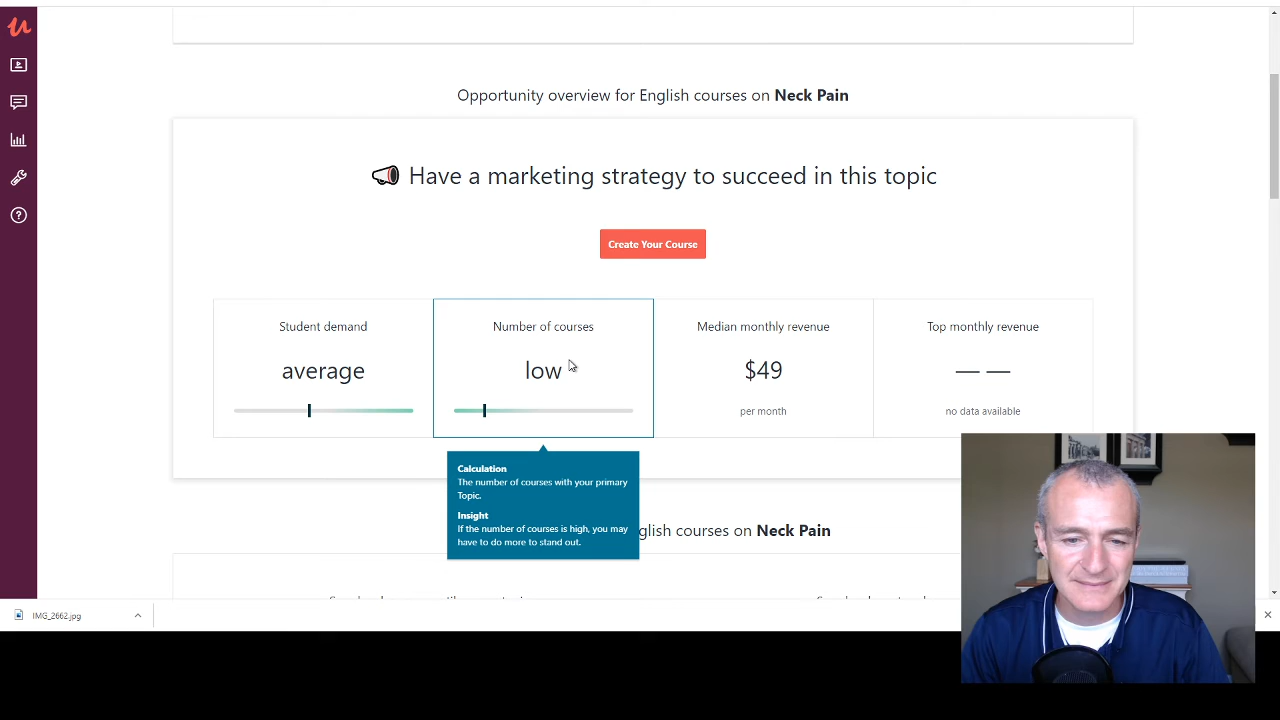 Opportunity overview for English courses on Neck Pain
Have a marketing strategy to succeed in this topic
Create Your Course
Student demand
average
Number of courses
low
Median monthly revenue
$49
per month
Top monthly revenue
— —
no data available
Calculation
The number of courses with your primary
Topic.
Insight
If the number of courses is high, you may
have to do more to stand out.
glish courses on Neck Pain
IMG_2662.jpg